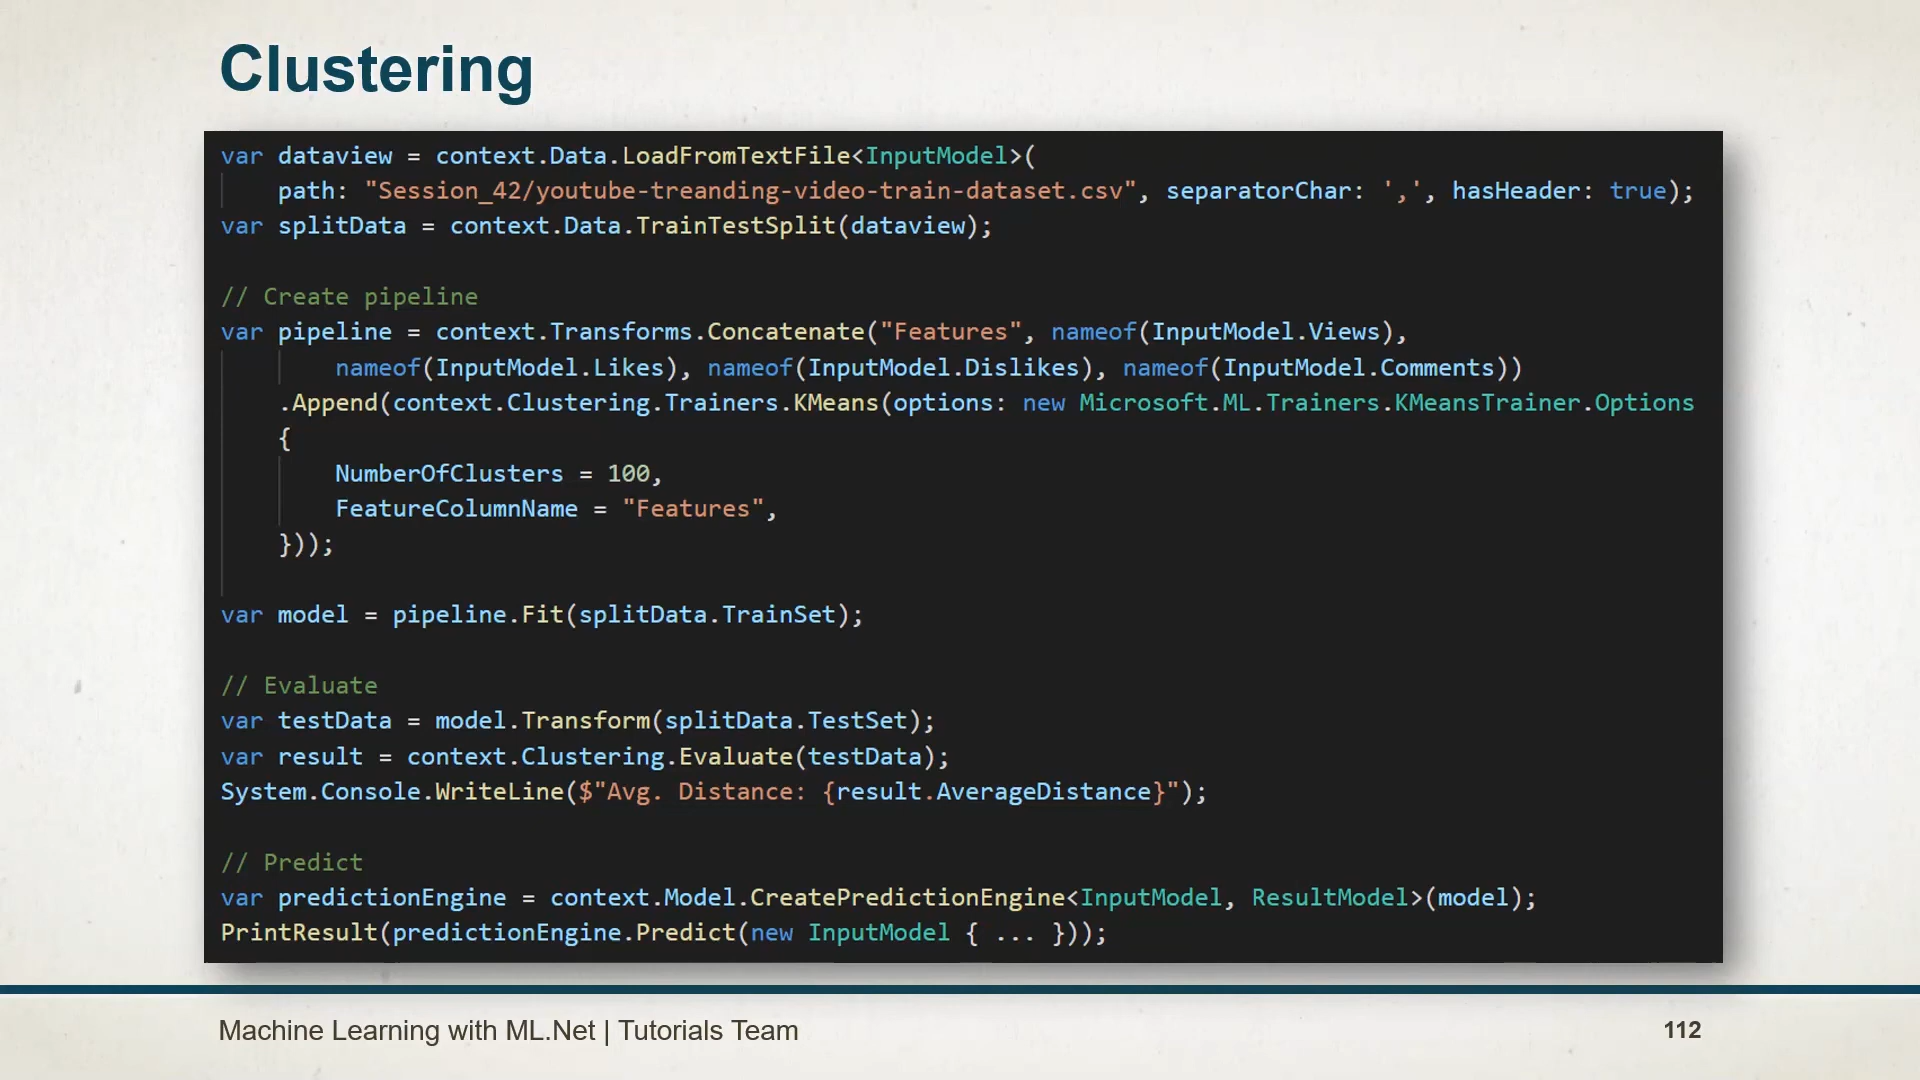 Clustering
var dataview = context.Data.LoadFromTextFile<InputModel>(
path: "Session_42/youtube-treanding-video-train-dataset.csv", separatorChar: ',', hasHeader: true);
var splitData = context.Data.TrainTestSplit(dataview);
// Create pipeline
var pipeline = context.Transforms.Concatenate("Features", nameof(InputModel.Views),
nameof(InputModel.Likes), nameof(InputModel.Dislikes), nameof(InputModel.Comments))
.Append(context.Clustering.Trainers.KMeans(options: new Microsoft.ML.Trainers.KMeansTrainer.Options
{
NumberOfClusters = 100,
FeatureColumnName = "Features",
}));
var model = pipeline.Fit(splitData.TrainSet);
// Evaluate
var testData = model.Transform(splitData.TestSet);
var result = context.Clustering.Evaluate(testData);
System.Console.WriteLine($"Avg. Distance: {result.AverageDistance}");
// Predict
var predictionEngine = context.Model.CreatePredictionEngine<InputModel, ResultModel>(model);
PrintResult(predictionEngine.Predict(new InputModel { ... }));
Machine Learning with ML.Net | Tutorials Team
112